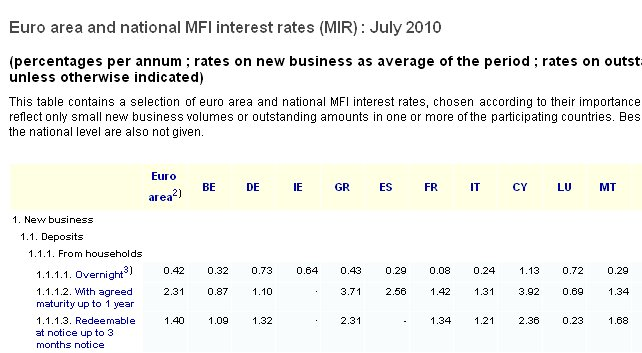 Euro area and national MFI interest rates (MIR) : July 2010
(percentages per annum ; rates on new business as average of the period ; rates on outst
unless otherwise indicated)
This table contains a selection of euro area and national MFI interest rates, chosen according to their importance
reflect only small new business volumes or outstanding amounts in one or more of the participating countries. Bes
the national level are also not given.
Euro area2) BE DE IE GR ES FR IT CY LU MT
1. New business
1.1. Deposits
1.1.1. From households
1.1.1.1. Overnight3) 0.42 0.32 0.73 0.64 0.43 0.29 0.08 0.24 1.13 0.72 0.29
1.1.1.2. With agreed 2.31 0.87 1.10 · 3.71 2.56 1.42 1.31 3.92 0.69 1.34
maturity up to 1 year
1.1.1.3. Redeemable 1.40 1.09 1.32 · 2.31 - 1.34 1.21 2.36 0.23 1.68
at notice up to 3
months notice